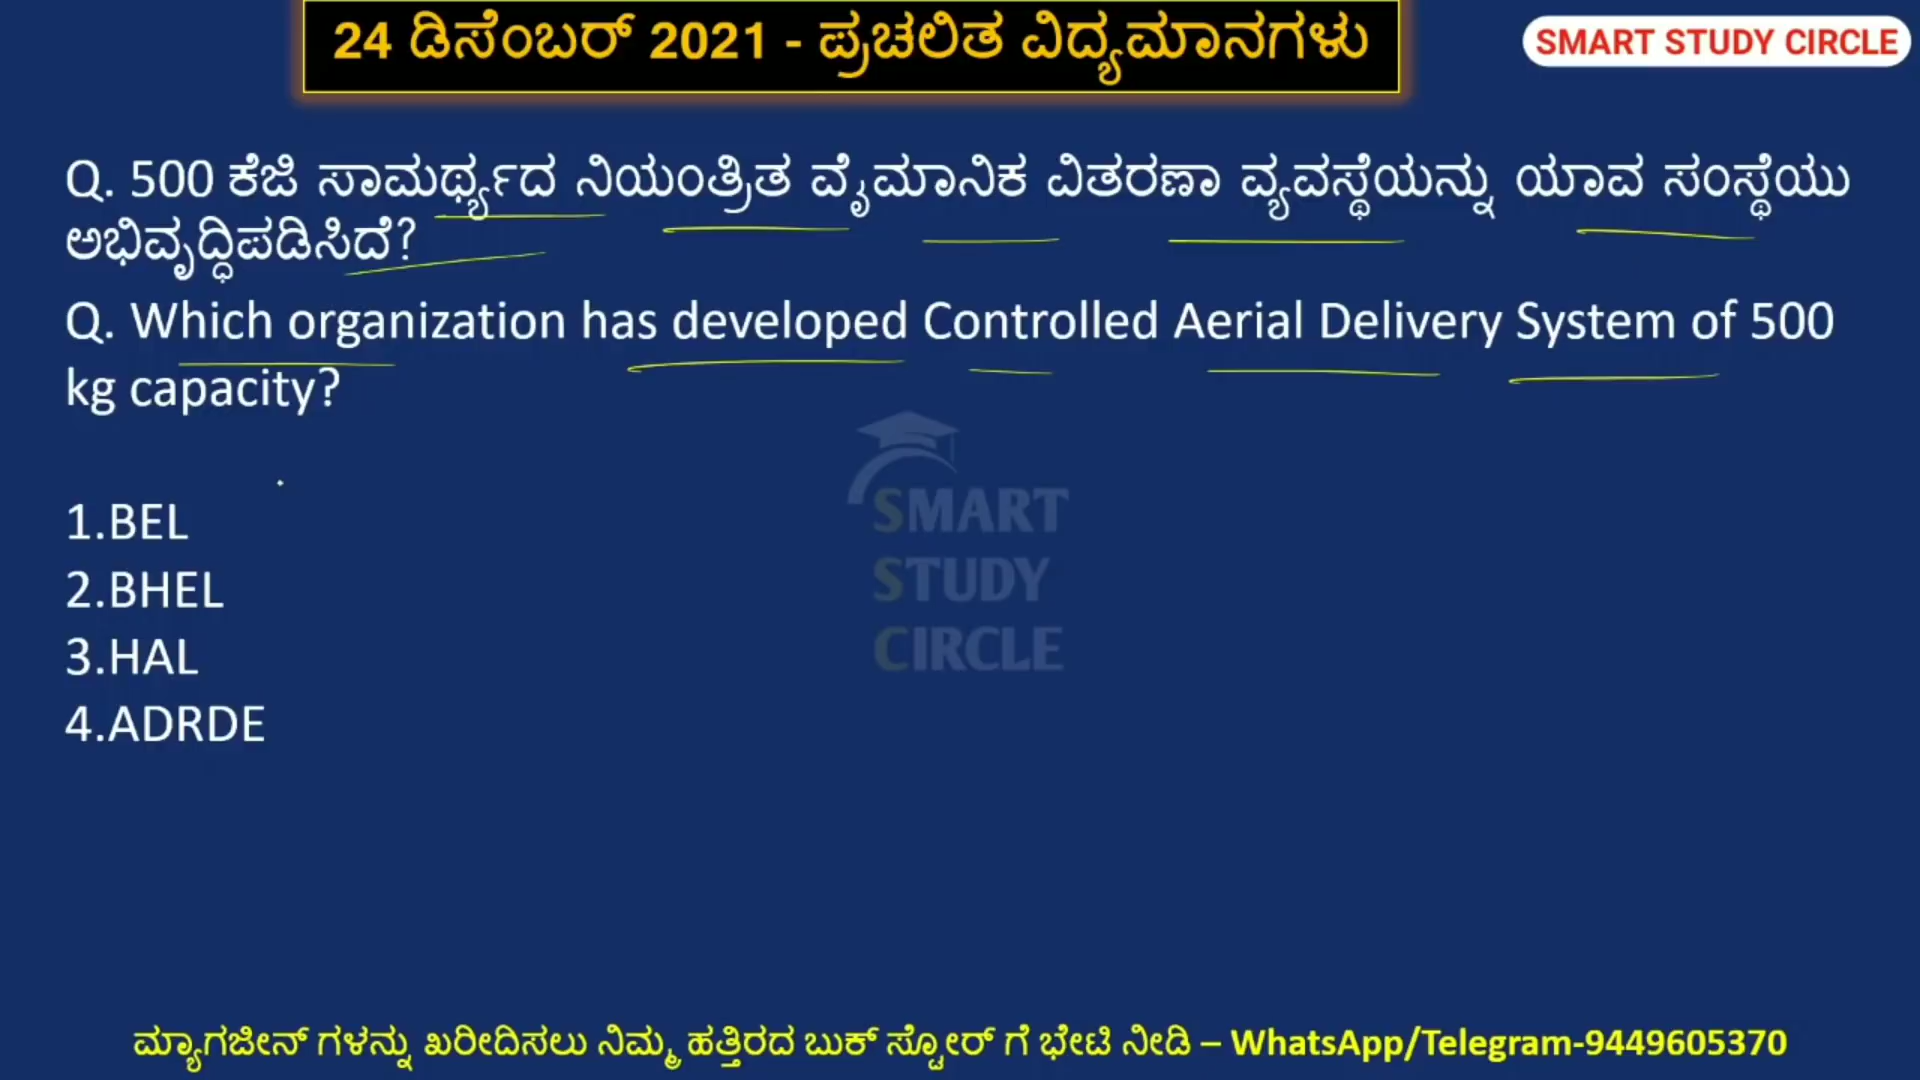 24 ಡಿಸೆಂಬರ್ 2021 - ಪ್ರಚಲಿತ ವಿದ್ಯಮಾನಗಳು
SMART STUDY CIRCLE
Q. 500 ಕೆಜಿ ಸಾಮರ್ಥ್ಯದ ನಿಯಂತ್ರಿತ ವೈಮಾನಿಕ ವಿತರಣಾ ವ್ಯವಸ್ಥೆಯನ್ನು ಯಾವ ಸಂಸ್ಥೆಯು
ಅಭಿವೃದ್ಧಿಪಡಿಸಿದೆ?
Q. Which organization has developed Controlled Aerial Delivery System of 500
kg capacity?
SMART
STUDY
CIRCLE
1.BEL
2.BHEL
3.HAL
4.ADRDE
ಮ್ಯಾಗಜೀನ್ ಗಳನ್ನು ಖರೀದಿಸಲು ನಿಮ್ಮ ಹತ್ತಿರದ ಬುಕ್ ಸ್ಟೋರ್ ಗೆ ಭೇಟಿ ನೀಡಿ – WhatsApp/Telegram-9449605370